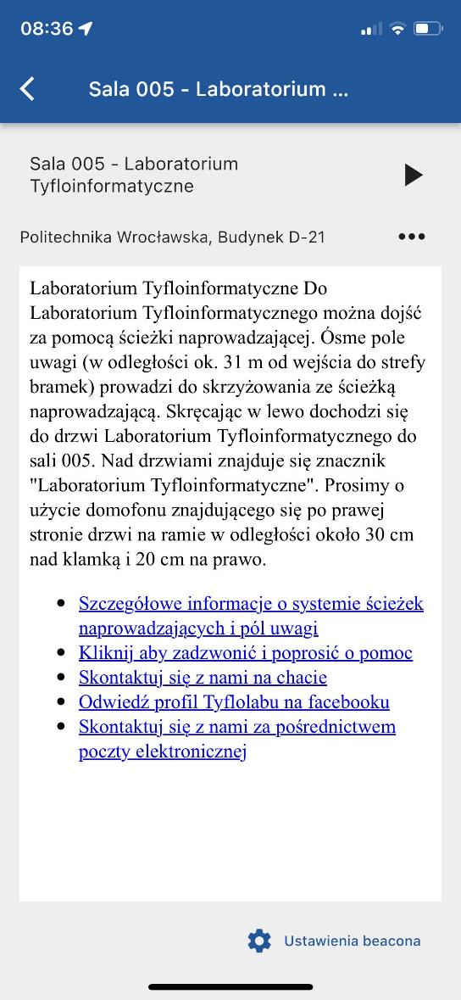 08:36
Sala 005 - Laboratorium ...
Sala 005 - Laboratorium
Tyfloinformatyczne
Politechnika Wrocławska, Budynek D-21
Laboratorium Tyfloinformatyczne Do
Laboratorium Tyfloinformatycznego można dojść
za pomocą ścieżki naprowadzającej. Ósme pole
uwagi (w odległości ok. 31 m od wejścia do strefy
bramek) prowadzi do skrzyżowania ze ścieżką
naprowadzającą. Skręcając w lewo dochodzi się
do drzwi Laboratorium Tyfloinformatycznego do
sali 005. Nad drzwiami znajduje się znacznik
"Laboratorium Tyfloinformatyczne". Prosimy o
użycie domofonu znajdującego się po prawej
stronie drzwi na ramie w odległości około 30 cm
nad klamką i 20 cm na prawo.
Szczegółowe informacje o systemie ścieżek
naprowadzających i pól uwagi
Kliknij aby zadzwonić i poprosić o pomoc
Skontaktuj się z nami na chacie
Odwiedź profil Tyflolabu na facebooku
Skontaktuj się z nami za pośrednictwem
poczty elektronicznej
Ustawienia beacona